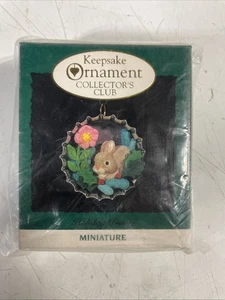 Keepsake
Ornament
COLLECTOR'S
CLUB
MINIATURE